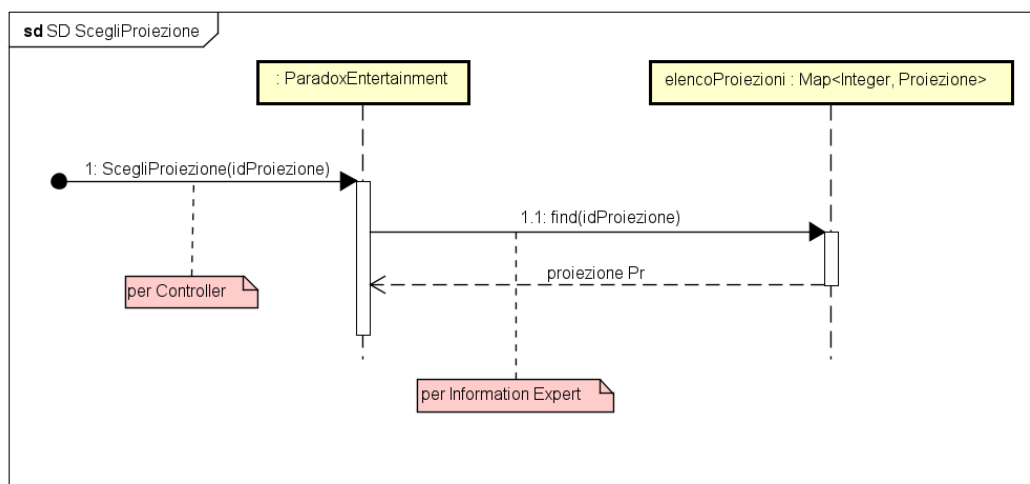 sd SD ScegliProiezione
: ParadoxEntertainment
elencoProiezioni : Map<Integer, Proiezione>
1: ScegliProiezione(idProiezione)
1.1: find(idProiezione)
proiezione Pr
per Controller
per Information Expert